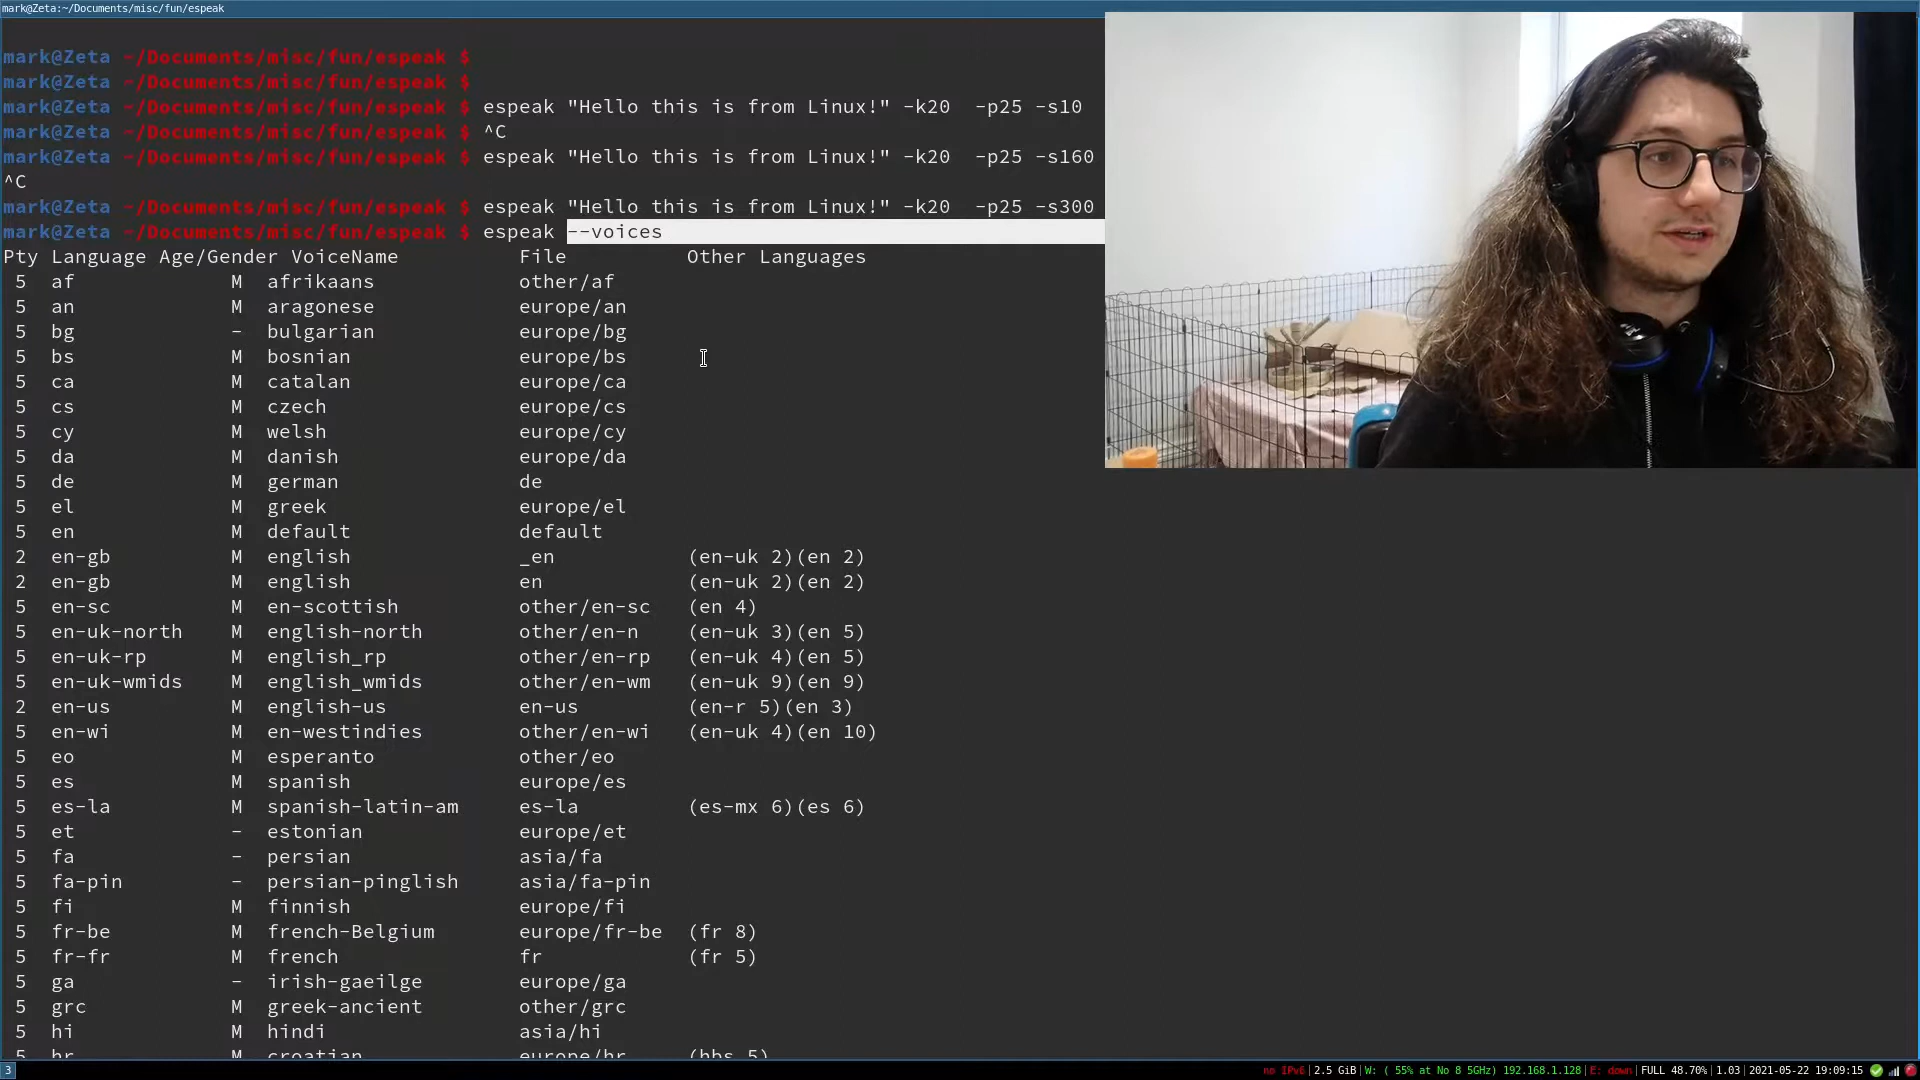 mark@Zeta:~/Documents/misc/fun/espeak
mark@Zeta ~/Documents/misc/fun/espeak $
mark@Zeta ~/Documents/misc/fun/espeak $
mark@Zeta ~/Documents/misc/fun/espeak $ espeak "Hello this is from Linux!" -k20  -p25 -s10
mark@Zeta ~/Documents/misc/fun/espeak $ ^C
mark@Zeta ~/Documents/misc/fun/espeak $ espeak "Hello this is from Linux!" -k20  -p25 -s160
^C
mark@Zeta ~/Documents/misc/fun/espeak $ espeak "Hello this is from Linux!" -k20  -p25 -s300
mark@Zeta ~/Documents/misc/fun/espeak $ espeak --voices
Pty Language Age/Gender VoiceName          File          Other Languages
5  af             M  afrikaans            other/af
5  an             M  aragonese            europe/an
5  bg             -  bulgarian            europe/bg
5  bs             M  bosnian              europe/bs
5  ca             M  catalan              europe/ca
5  cs             M  czech                europe/cs
5  cy             M  welsh                europe/cy
5  da             M  danish               europe/da
5  de             M  german               de
5  el             M  greek                europe/el
5  en             M  default              default
2  en-gb          M  english              _en           (en-uk 2)(en 2)
2  en-gb          M  english              en            (en-uk 2)(en 2)
5  en-sc          M  en-scottish          other/en-sc   (en 4)
5  en-uk-north    M  english-north        other/en-n    (en-uk 3)(en 5)
5  en-uk-rp       M  english_rp           other/en-rp   (en-uk 4)(en 5)
5  en-uk-wmids    M  english_wmids        other/en-wm   (en-uk 9)(en 9)
2  en-us          M  english-us           en-us         (en-r 5)(en 3)
5  en-wi          M  en-westindies        other/en-wi   (en-uk 4)(en 10)
5  eo             M  esperanto            other/eo
5  es             M  spanish              europe/es
5  es-la          M  spanish-latin-am     es-la         (es-mx 6)(es 6)
5  et             -  estonian             europe/et
5  fa             -  persian              asia/fa
5  fa-pin         -  persian-pinglish     asia/fa-pin
5  fi             M  finnish              europe/fi
5  fr-be          M  french-Belgium       europe/fr-be  (fr 8)
5  fr-fr          M  french               fr            (fr 5)
5  ga             -  irish-gaeilge        europe/ga
5  grc            M  greek-ancient        other/grc
5  hi             M  hindi                asia/hi
5  hr             M  croatian             europe/hr     (hbs 5)
3 no IPv6|2.5 GiB|W: ( 55% at No 8 5GHz) 192.168.1.128|E: down|FULL 48.70%|1.03|2021-05-22 19:09:15